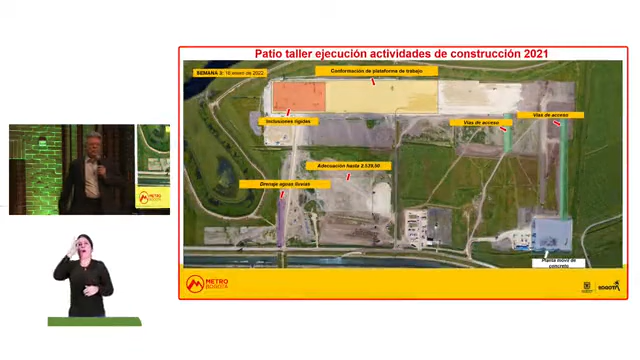 Patio taller ejecución actividades de construcción 2021
SEMANA 3: 16 enero de 2022
Conformación de plataforma de trabajo
Inclusiones rígidas
Vías de acceso
Vías de acceso
Adecuación hasta 2.539,50
Drenaje aguas lluvias
Planta móvil de
concreto
METRO
BOGOTÁ
BOGOTÁ